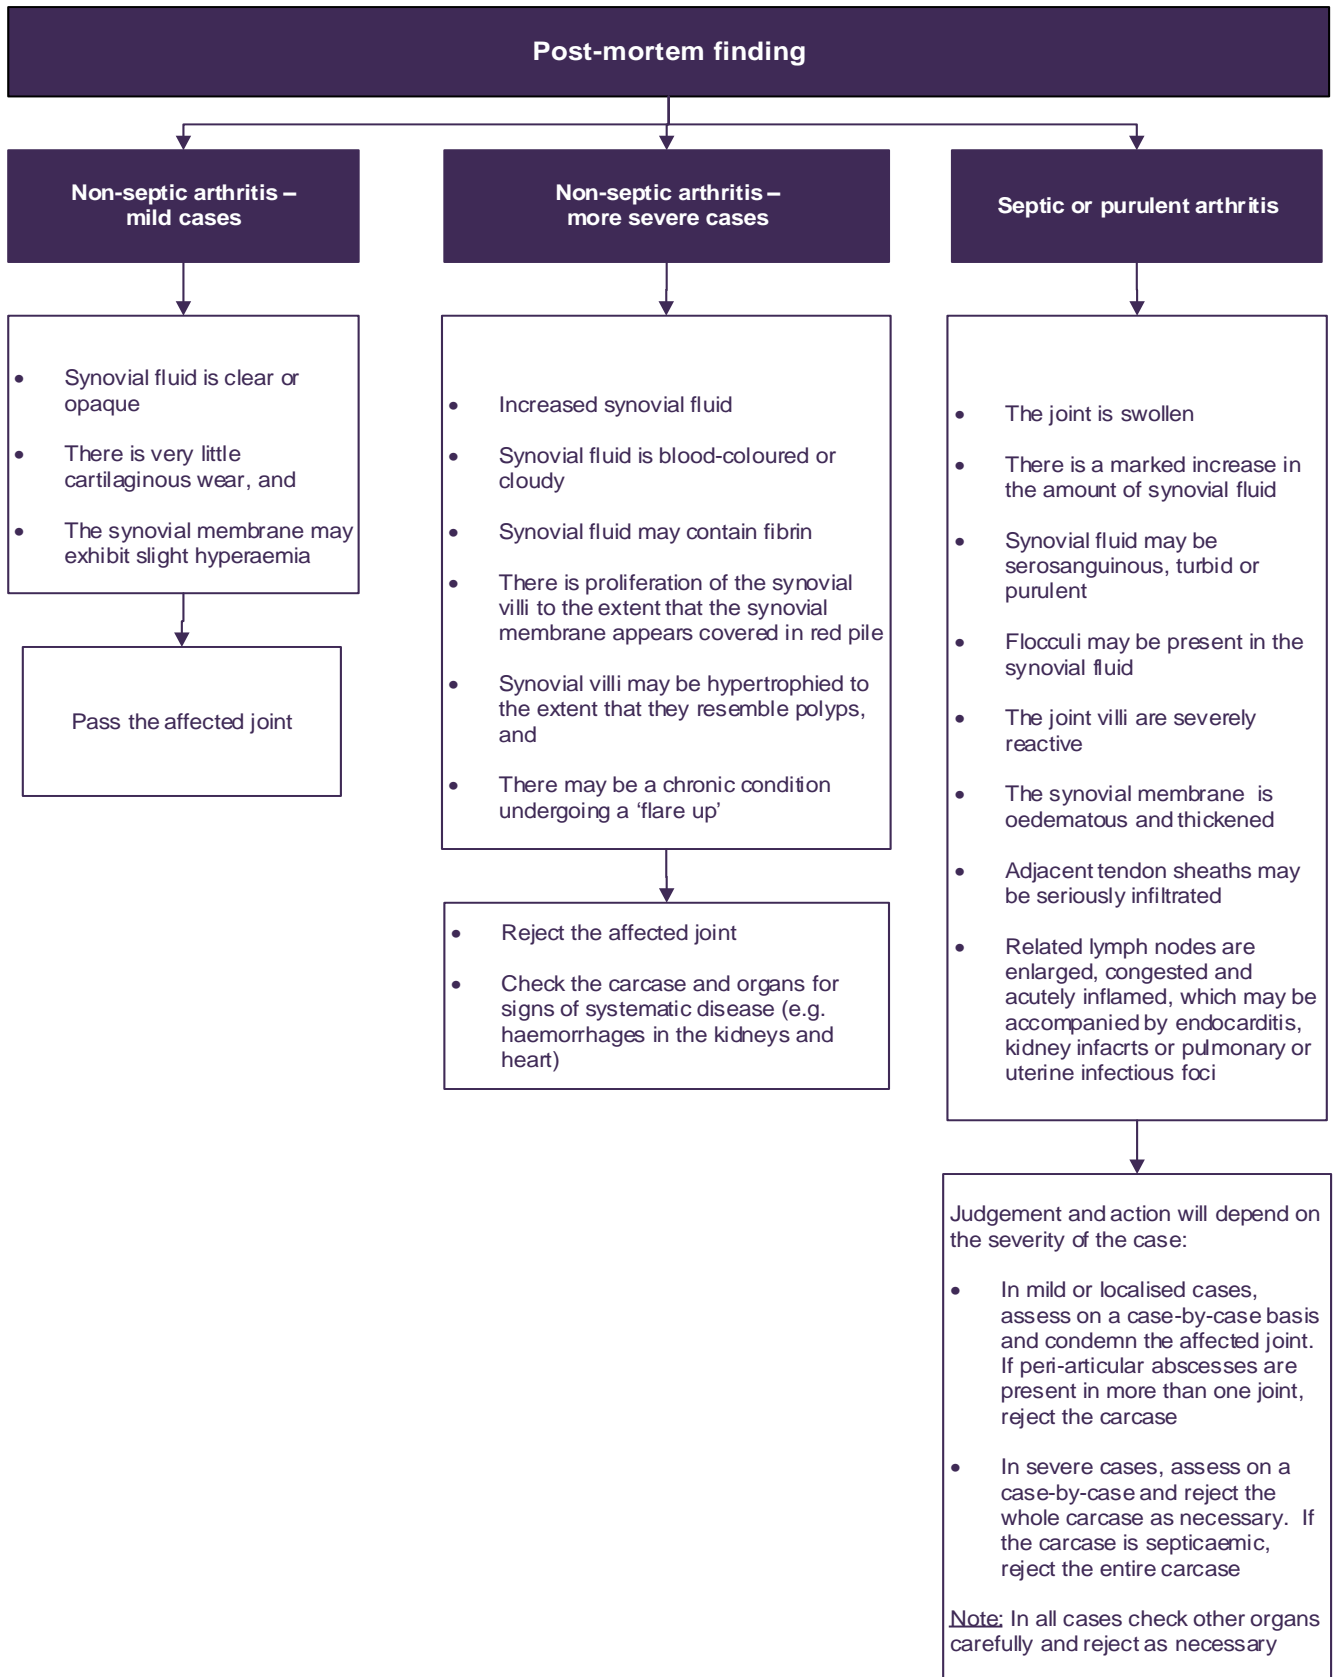 Post-mortem finding
Non-septic arthritis –
mild cases
Synovial fluid is clear or
opaque
There is very little
cartilaginous wear, and
The synovial membrane may
exhibit slight hyperaemia
Pass the affected joint
Non-septic arthritis –
more severe cases
Increased synovial fluid
Synovial fluid is blood-coloured or
cloudy
Synovial fluid may contain fibrin
There is proliferation of the synovial
villi to the extent that the synovial
membrane appears covered in red pile
Synovial villi may be hypertrophied to
the extent that they resemble polyps,
and
There may be a chronic condition
undergoing a ‘flare up’
Reject the affected joint
Check the carcase and organs for
signs of systematic disease (e.g.
haemorrhages in the kidneys and
heart)
Septic or purulent arthritis
The joint is swollen
There is a marked increase in
the amount of synovial fluid
Synovial fluid may be
serosanguinous, turbid or
purulent
Flocculi may be present in the
synovial fluid
The joint villi are severely
reactive
The synovial membrane is
oedematous and thickened
Adjacent tendon sheaths may
be seriously infiltrated
Related lymph nodes are
enlarged, congested and
acutely inflamed, which may be
accompanied by endocarditis,
kidney infacrts or pulmonary or
uterine infectious foci
Judgement and action will depend on
the severity of the case:
In mild or localised cases,
assess on a case-by-case basis
and condemn the affected joint.
If peri-articular abscesses are
present in more than one joint,
reject the carcase
In severe cases, assess on a
case-by-case and reject the
whole carcase as necessary. If
the carcase is septicaemic,
reject the entire carcase
Note: In all cases check other organs
carefully and reject as necessary